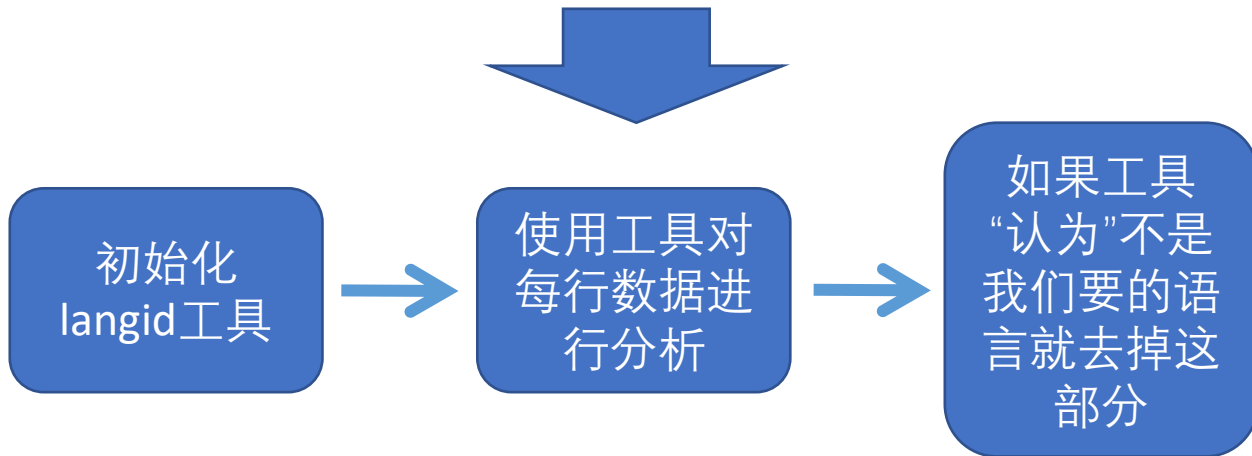 初始化
langid工具
使用工具对
每行数据进
行分析
如果工具
“认为”不是
我们要的语
言就去掉这
部分